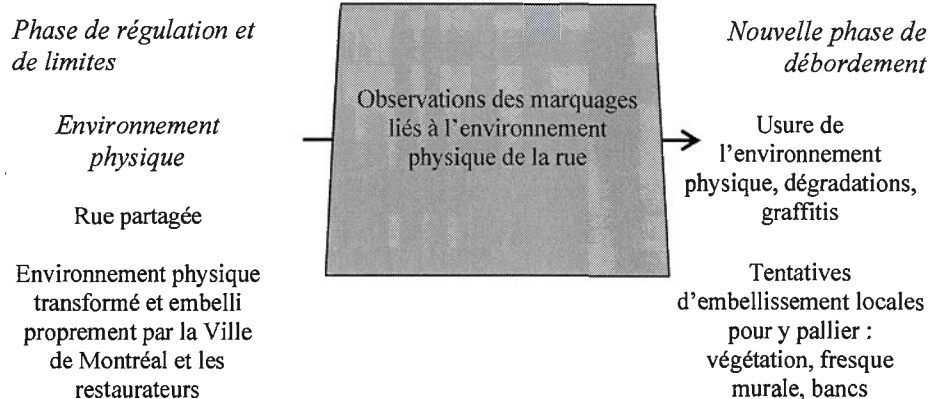 Phase de régulation et
de limites
Environnement
physique
Rue partagée
Environnement physique
transformé et embelli
proprement par la Ville
de Montréal et les
restaurateurs
Observations des marquages
liés à l'environnement
physique de la rue
Nouvelle phase de
débordement
Usure de
l'environnement
physique, dégradations,
graffitis
Tentatives
d'embellissement locales
pour y pallier :
végétation, fresque
murale, bancs